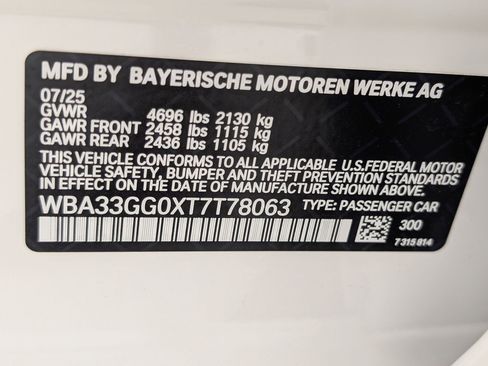 MFD BY BAYERISCHE MOTOREN WERKE AG
07/25
GVWR 4696 lbs 2130 kg
GAWR FRONT 2458 lbs 1115 kg
GAWR REAR 2436 lbs 1105 kg
THIS VEHICLE CONFORMS TO ALL APPLICABLE U.S.FEDERAL MOTOR
VEHICLE SAFETY, BUMPER AND THEFT PREVENTION STANDARDS
IN EFFECT ON THE DATE OF MANUFACTURE SHOWN ABOVE.
WBA33GG0XT7T78063 TYPE: PASSENGER CAR
300
7 315 814